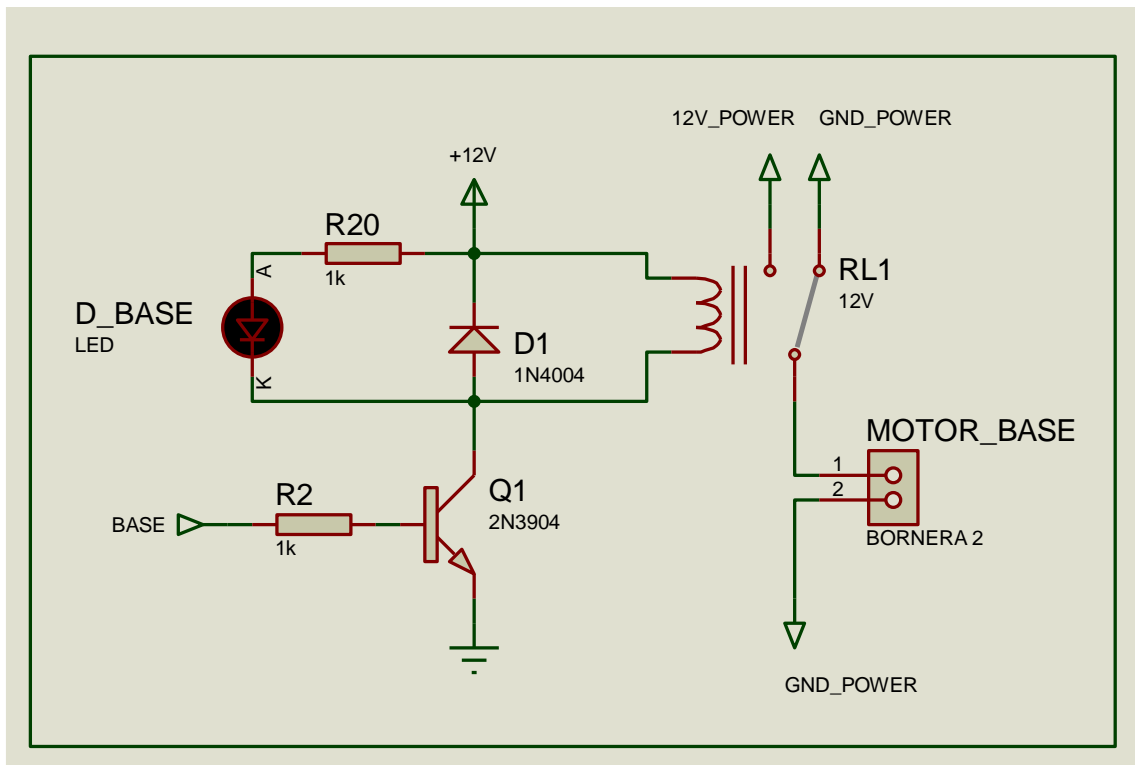 12V_POWER
GND_POWER
+12V
R20
1k
A
D_BASE
LED
K
D1
1N4004
RL1
12V
MOTOR_BASE
1
2
BORNERA 2
R2
1k
BASE
Q1
2N3904
GND_POWER